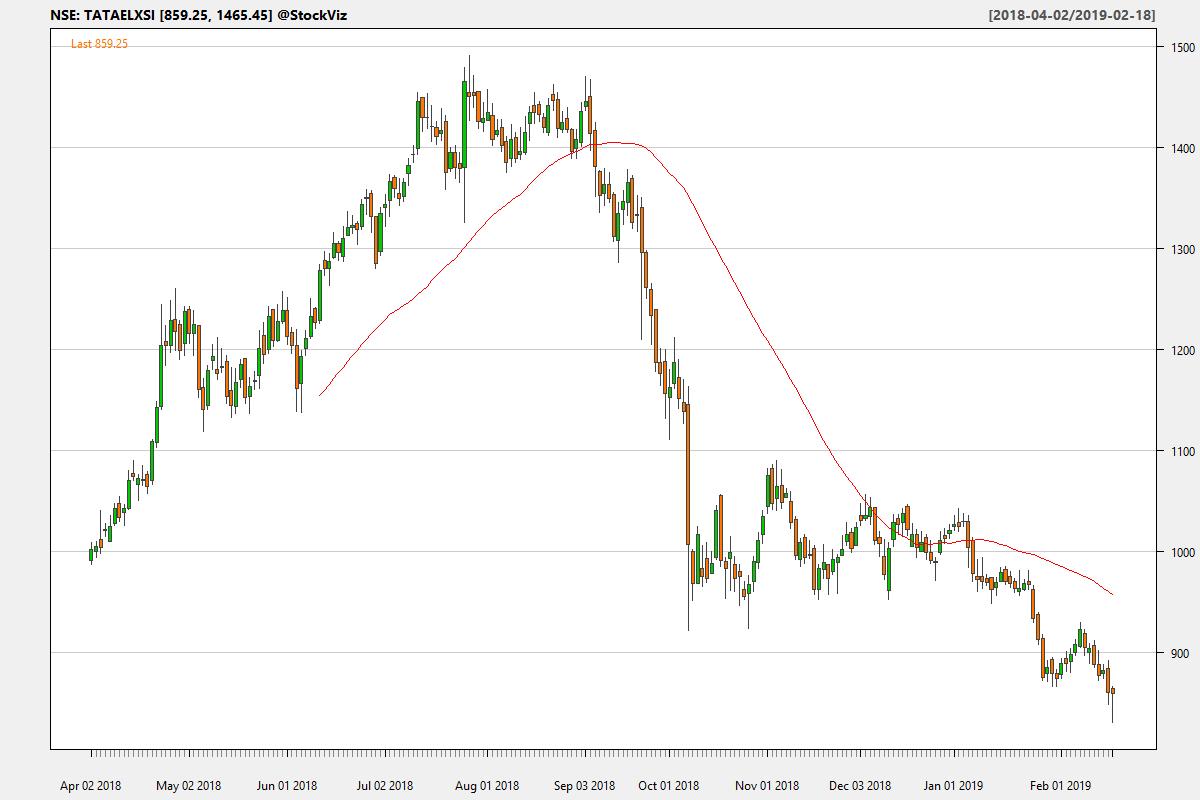 NSE: TATAELXSI [859.25, 1465.45] @StockViz [2018-04-02/2019-02-18]
Last 859.25
1500
1400
1300
1200
1100
1000
900
Apr 02 2018 May 02 2018 Jun 01 2018 Jul 02 2018 Aug 01 2018 Sep 03 2018 Oct 01 2018 Nov 01 2018 Dec 03 2018 Jan 01 2019 Feb 01 2019